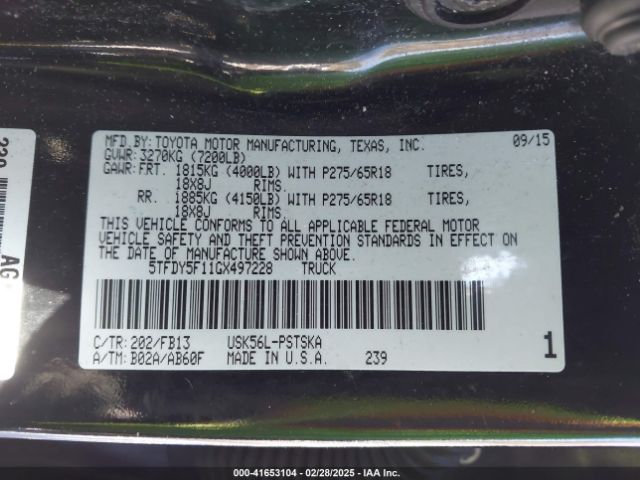 MFD.BY:TOYOTA MOTOR MANUFACTURING, TEXAS, INC. 09/15
GVWR:3270KG (7200LB)
GAWR:FRT. 1815KG (4000LB) WITH P275/65R18 TIRES,
18X8J RIMS.
RR. 1885KG (4150LB) WITH P275/65R18 TIRES,
18X8J RIMS.
THIS VEHICLE CONFORMS TO ALL APPLICABLE FEDERAL MOTOR
VEHICLE SAFETY AND THEFT PREVENTION STANDARDS IN EFFECT ON
THE DATE OF MANUFACTURE SHOWN ABOVE.
5TFDY5F11GX497228 TRUCK
C/TR:202/FB13 USK56L-PSTSKA
A/TM:B02A/AB60F MADE IN U.S.A. 239 1
AG
000-41653104 - 02/28/2025 - IAA Inc.